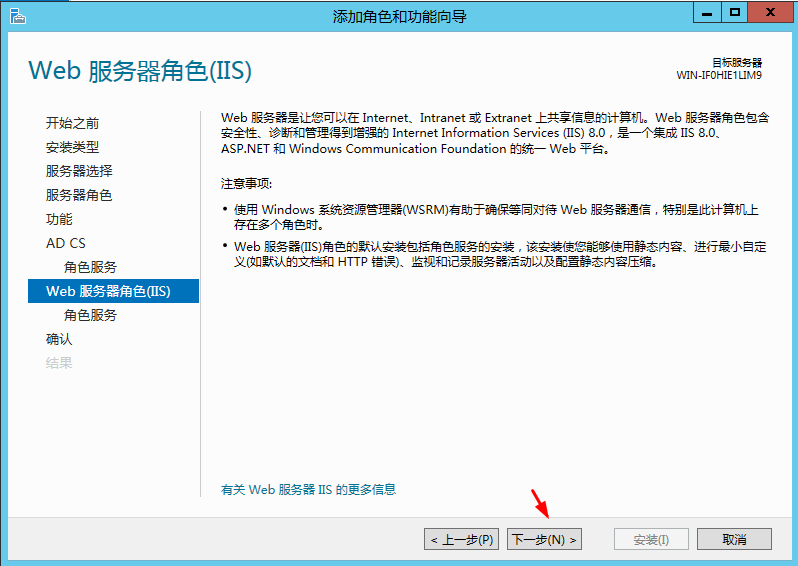 添加角色和功能向导
Web 服务器角色(IIS)
目标服务器
WIN-IF0HIE1LIM9
开始之前
安装类型
服务器选择
服务器角色
功能
AD CS
角色服务
Web 服务器角色(IIS)
角色服务
确认
结果
Web 服务器是让您可以在 Internet、Intranet 或 Extranet 上共享信息的计算机。Web 服务器角色包含
安全性、诊断和管理得到增强的 Internet Information Services (IIS) 8.0，是一个集成 IIS 8.0、
ASP.NET 和 Windows Communication Foundation 的统一 Web 平台。
注意事项:
• 使用 Windows 系统资源管理器(WSRM)有助于确保等同对待 Web 服务器通信，特别是此计算机上
存在多个角色时。
• Web 服务器(IIS)角色的默认安装包括角色服务的安装，该安装使您能够使用静态内容、进行最小自定
义(如默认的文档和 HTTP 错误)、监视和记录服务器活动以及配置静态内容压缩。
有关 Web 服务器 IIS 的更多信息
< 上一步(P)
下一步(N) >
安装(I)
取消